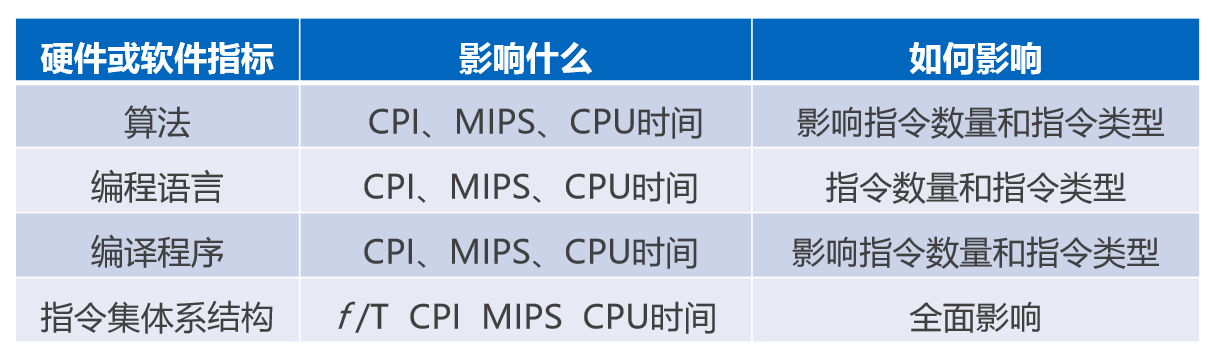 硬件或软件指标 影响什么 如何影响
算法 CPI、MIPS、CPU时间 影响指令数量和指令类型
编程语言 CPI、MIPS、CPU时间 指令数量和指令类型
编译程序 CPI、MIPS、CPU时间 影响指令数量和指令类型
指令集体系结构 f/T CPI MIPS CPU时间 全面影响